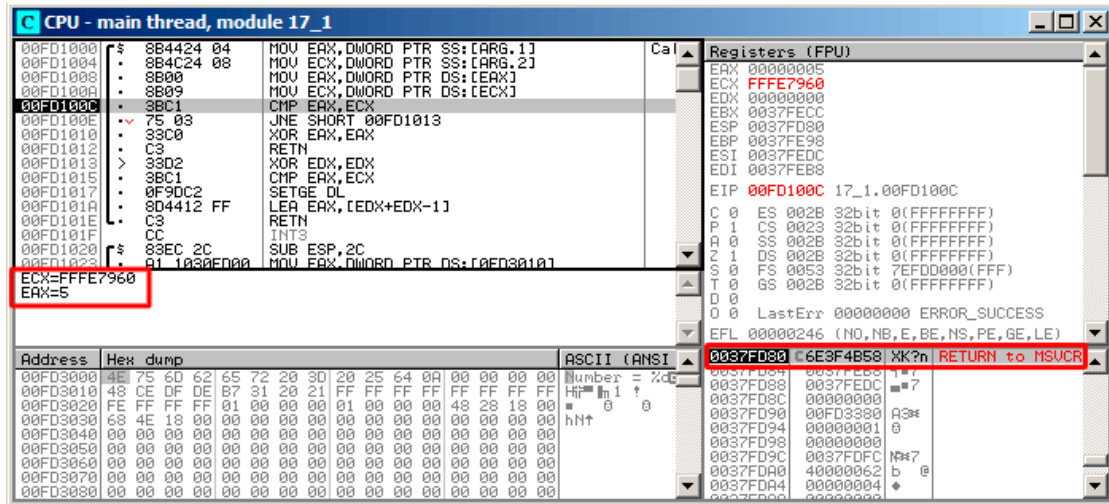 C CPU - main thread, module 17_1
00FD1000 $ 8B4424 04 MOV EAX,DWORD PTR SS:[ARG.1] Cal
00FD1004 . 8B4C24 08 MOV ECX,DWORD PTR SS:[ARG.2]
00FD1008 . 8B00 MOV EAX,DWORD PTR DS:[EAX]
00FD100A . 8B09 MOV ECX,DWORD PTR DS:[ECX]
00FD100C . 3BC1 CMP EAX,ECX
00FD100E . 75 03 JNE SHORT 00FD1013
00FD1010 . 33C0 XOR EAX,EAX
00FD1012 . C3 RETN
00FD1013 > 33D2 XOR EDX,EDX
00FD1015 . 3BC1 CMP EAX,ECX
00FD1017 . 0F9DC2 SETGE DL
00FD101A . 8D4412 FF LEA EAX,[EDX+EDX-1]
00FD101E . C3 RETN
00FD101F CC INT3
00FD1020 $ 83EC 2C SUB ESP,2C
00FD1023 . A1 1030FD00 MOV EAX,DWORD PTR DS:[0FD3010]
ECX=FFFE7960
EAX=5
Registers (FPU)
EAX 00000005
ECX FFFE7960
EDX 00000000
EBX 0037FECC
ESP 0037FD80
EBP 0037FE98
ESI 0037FEDC
EDI 0037FEB8
EIP 00FD100C 17_1.00FD100C
C 0 ES 002B 32bit 0(FFFFFFFF)
P 1 CS 0023 32bit 0(FFFFFFFF)
A 0 SS 002B 32bit 0(FFFFFFFF)
Z 1 DS 002B 32bit 0(FFFFFFFF)
S 0 FS 0053 32bit 7EFDD000(FFF)
T 0 GS 002B 32bit 0(FFFFFFFF)
D 0
O 0 LastErr 00000000 ERROR_SUCCESS
EFL 00000246 (NO,NB,E,BE,NS,PE,GE,LE)
Address Hex dump ASCII (ANSI
00FD3000 4E 75 6D 62 65 72 20 3D 20 25 64 0A 00 00 00 00 Number = %d
00FD3010 48 CE DF DE B7 31 20 21 FF FF FF FF FF FF FF FF
00FD3020 FE FF FF FF 01 00 00 00 01 00 00 00 48 28 18 00
00FD3030 68 4E 18 00 00 00 00 00 00 00 00 00 00 00 00 00 hN↑
00FD3040 00 00 00 00 00 00 00 00 00 00 00 00 00 00 00 00
00FD3050 00 00 00 00 00 00 00 00 00 00 00 00 00 00 00 00
00FD3060 00 00 00 00 00 00 00 00 00 00 00 00 00 00 00 00
00FD3070 00 00 00 00 00 00 00 00 00 00 00 00 00 00 00 00
00FD3080 00 00 00 00 00 00 00 00 00 00 00 00 00 00 00 00
0037FD80 C6E3F4B58 XK?n RETURN to MSVCR
0037FD84 0037FEB8
0037FD88 0037FEDC
0037FD8C 00000000
0037FD90 00FD3380
0037FD94 00000001
0037FD98 00000000
0037FD9C 0037FDFC
0037FDA0 40000062 b @
0037FDA4 00000004 ♦